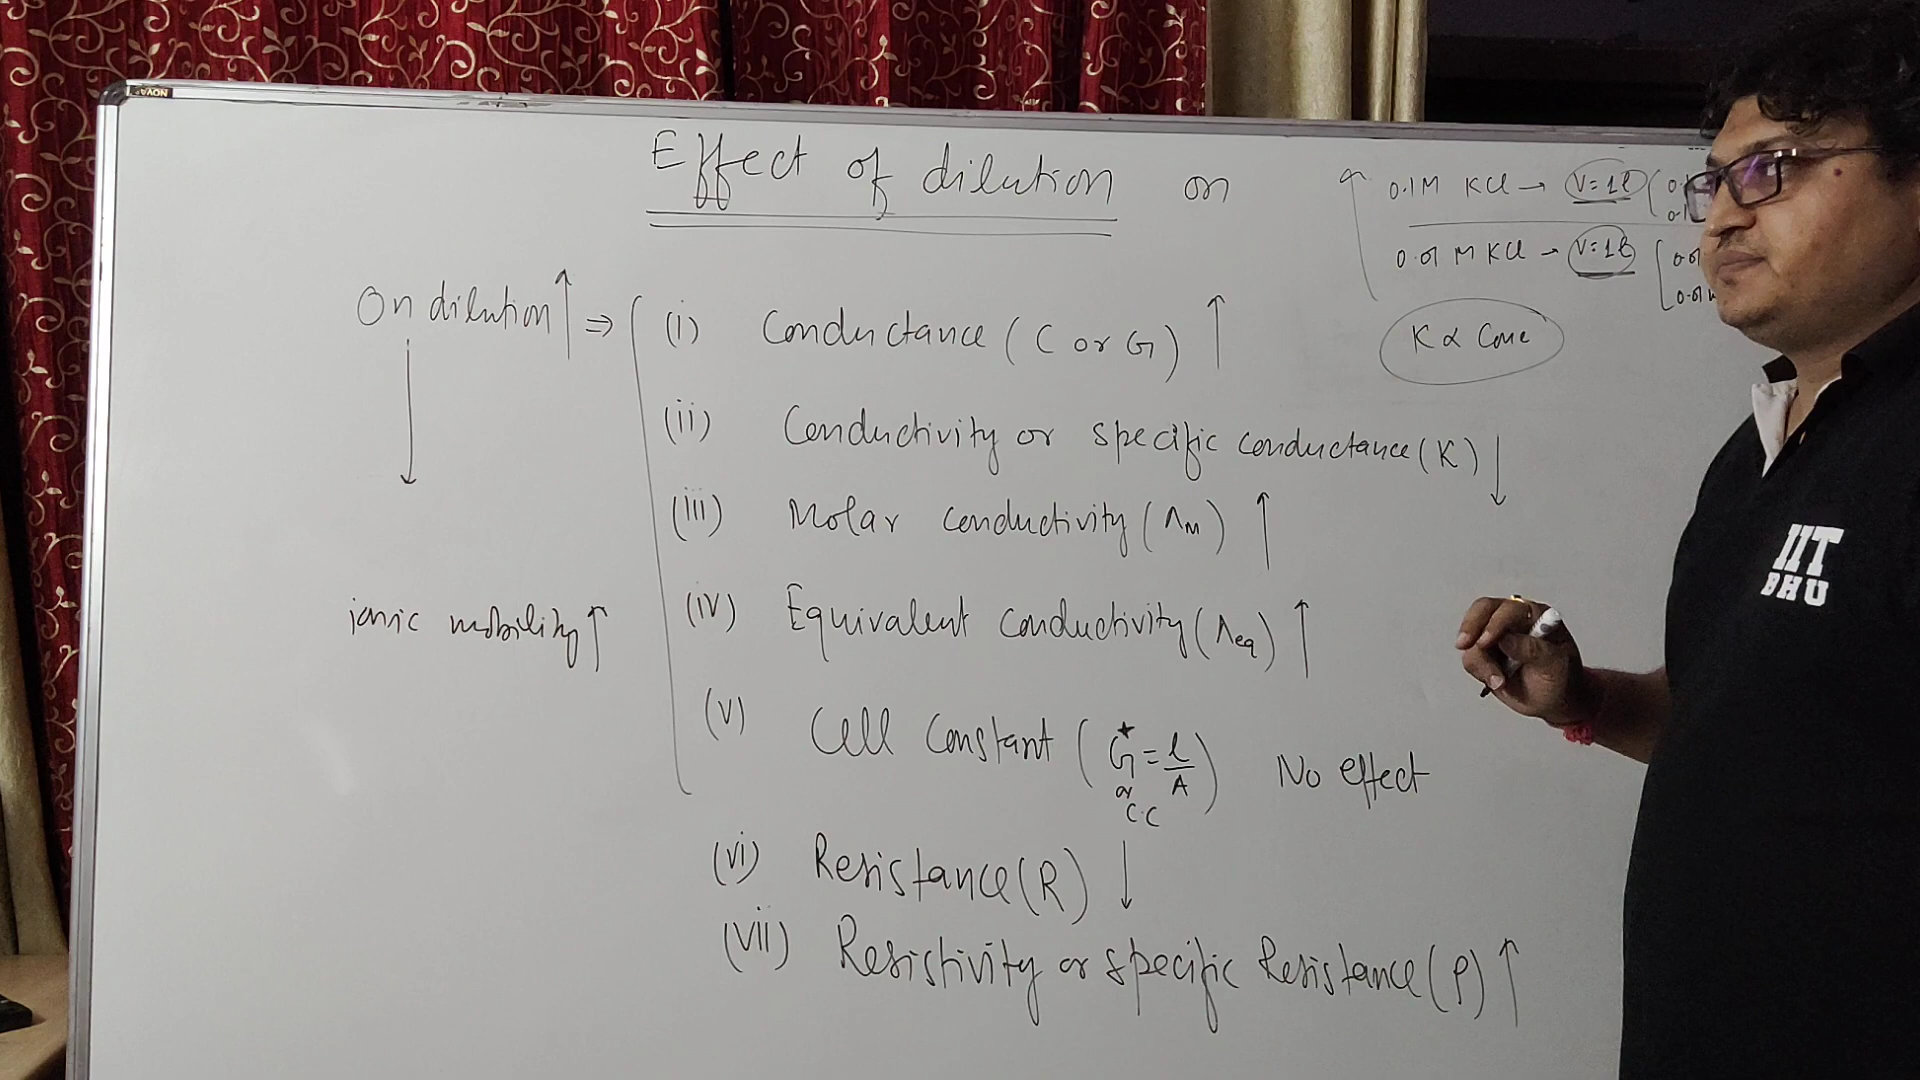 NOVA
Effect of dilution on
0.1M KCl → V=1l
0.01 M KCl → V=1l
K ∝ Conc
On dilution ↑ ⇒ (i) Conductance (C or G) ↑
(ii) Conductivity or specific conductance (K) ↓
(iii) Molar conductivity (Λm) ↑
ionic mobility ↑
(iv) Equivalent conductivity (Λeq) ↑
(v) Cell Constant (G* = l/A) No effect
or
C.C
(vi) Resistance (R) ↓
(vii) Resistivity or specific Resistance (ρ) ↑
IIT
BHU